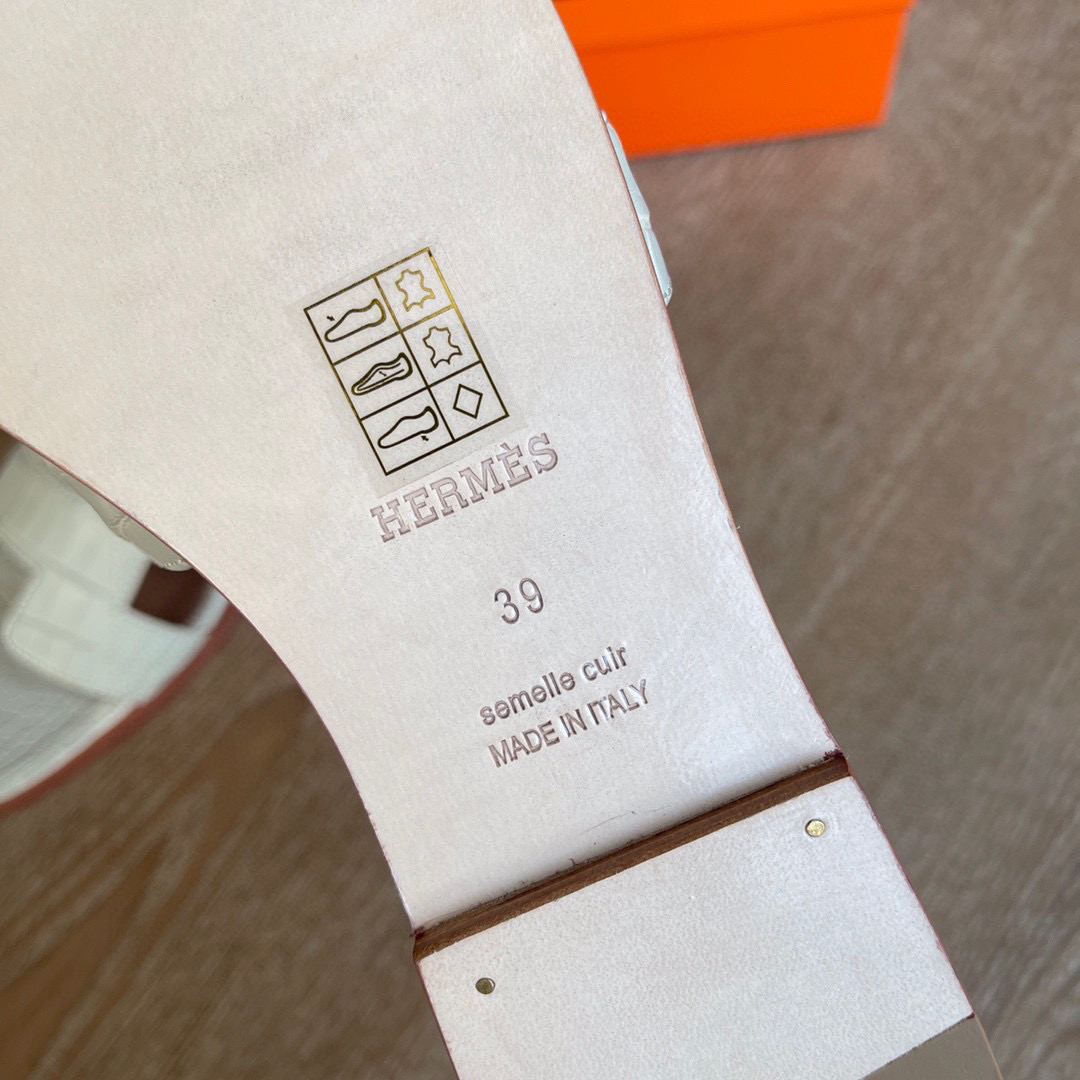 HERMÈS
39
semelle cuir
MADE IN ITALY